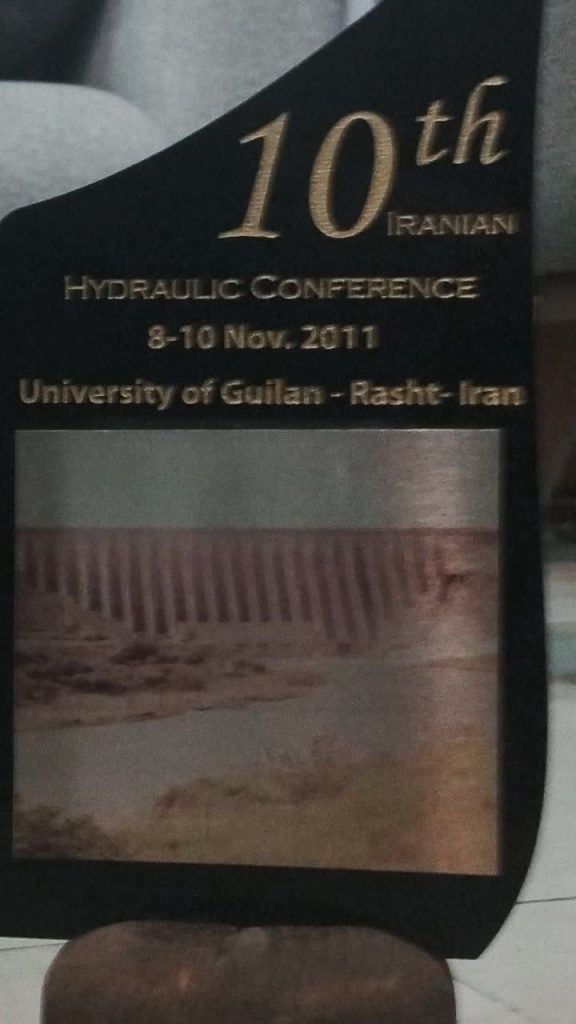 10th
IRANIAN
HYDRAULIC CONFERENCE
8-10 Nov. 2011
University of Guilan - Rasht- Iran